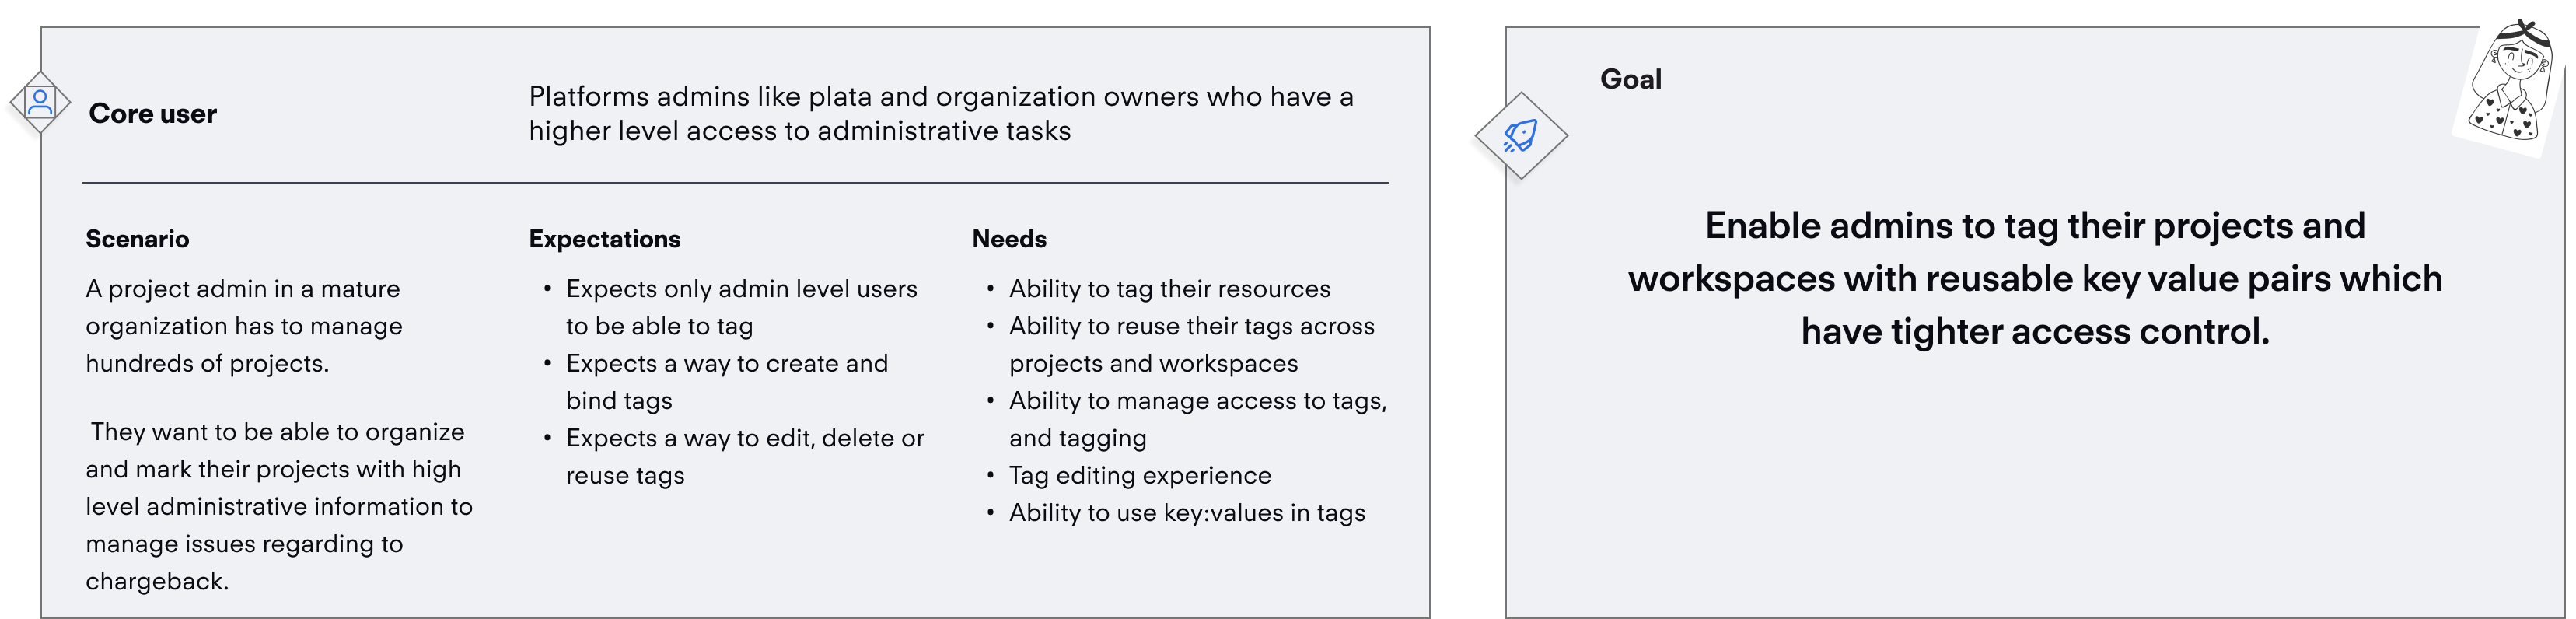 Core user
Platforms admins like plata and organization owners who have a
higher level access to administrative tasks
Scenario
A project admin in a mature
organization has to manage
hundreds of projects.
They want to be able to organize
and mark their projects with high
level administrative information to
manage issues regarding to
chargeback.
Expectations
• Expects only admin level users
to be able to tag
• Expects a way to create and
bind tags
• Expects a way to edit, delete or
reuse tags
Needs
• Ability to tag their resources
• Ability to reuse their tags across
projects and workspaces
• Ability to manage access to tags,
and tagging
• Tag editing experience
• Ability to use key:values in tags
Goal
Enable admins to tag their projects and
workspaces with reusable key value pairs which
have tighter access control.